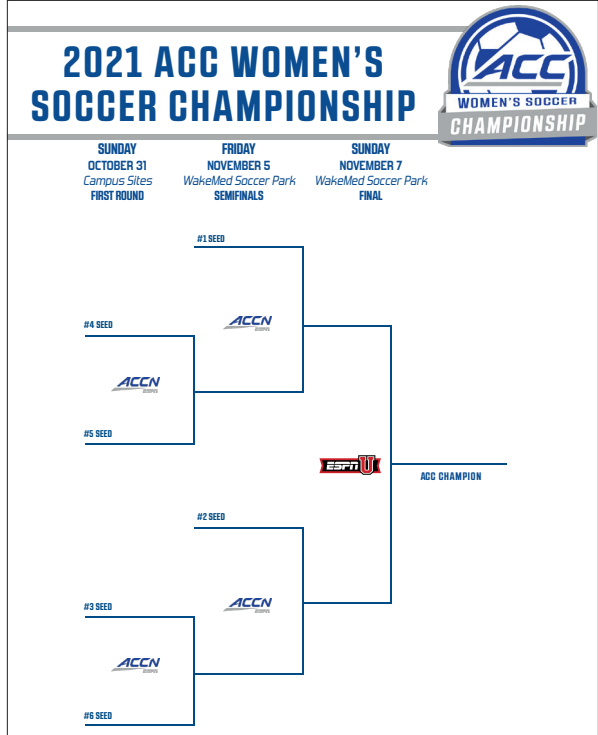 2021 ACC WOMEN'S
SOCCER CHAMPIONSHIP
ACC
WOMEN'S SOCCER
CHAMPIONSHIP
SUNDAY
OCTOBER 31
Campus Sites
FIRST ROUND
FRIDAY
NOVEMBER 5
WakeMed Soccer Park
SEMIFINALS
SUNDAY
NOVEMBER 7
WakeMed Soccer Park
FINAL
#1 SEED
ACCN
#4 SEED
ACCN
#5 SEED
ESPN U
ACC CHAMPION
#2 SEED
ACCN
#3 SEED
ACCN
#6 SEED